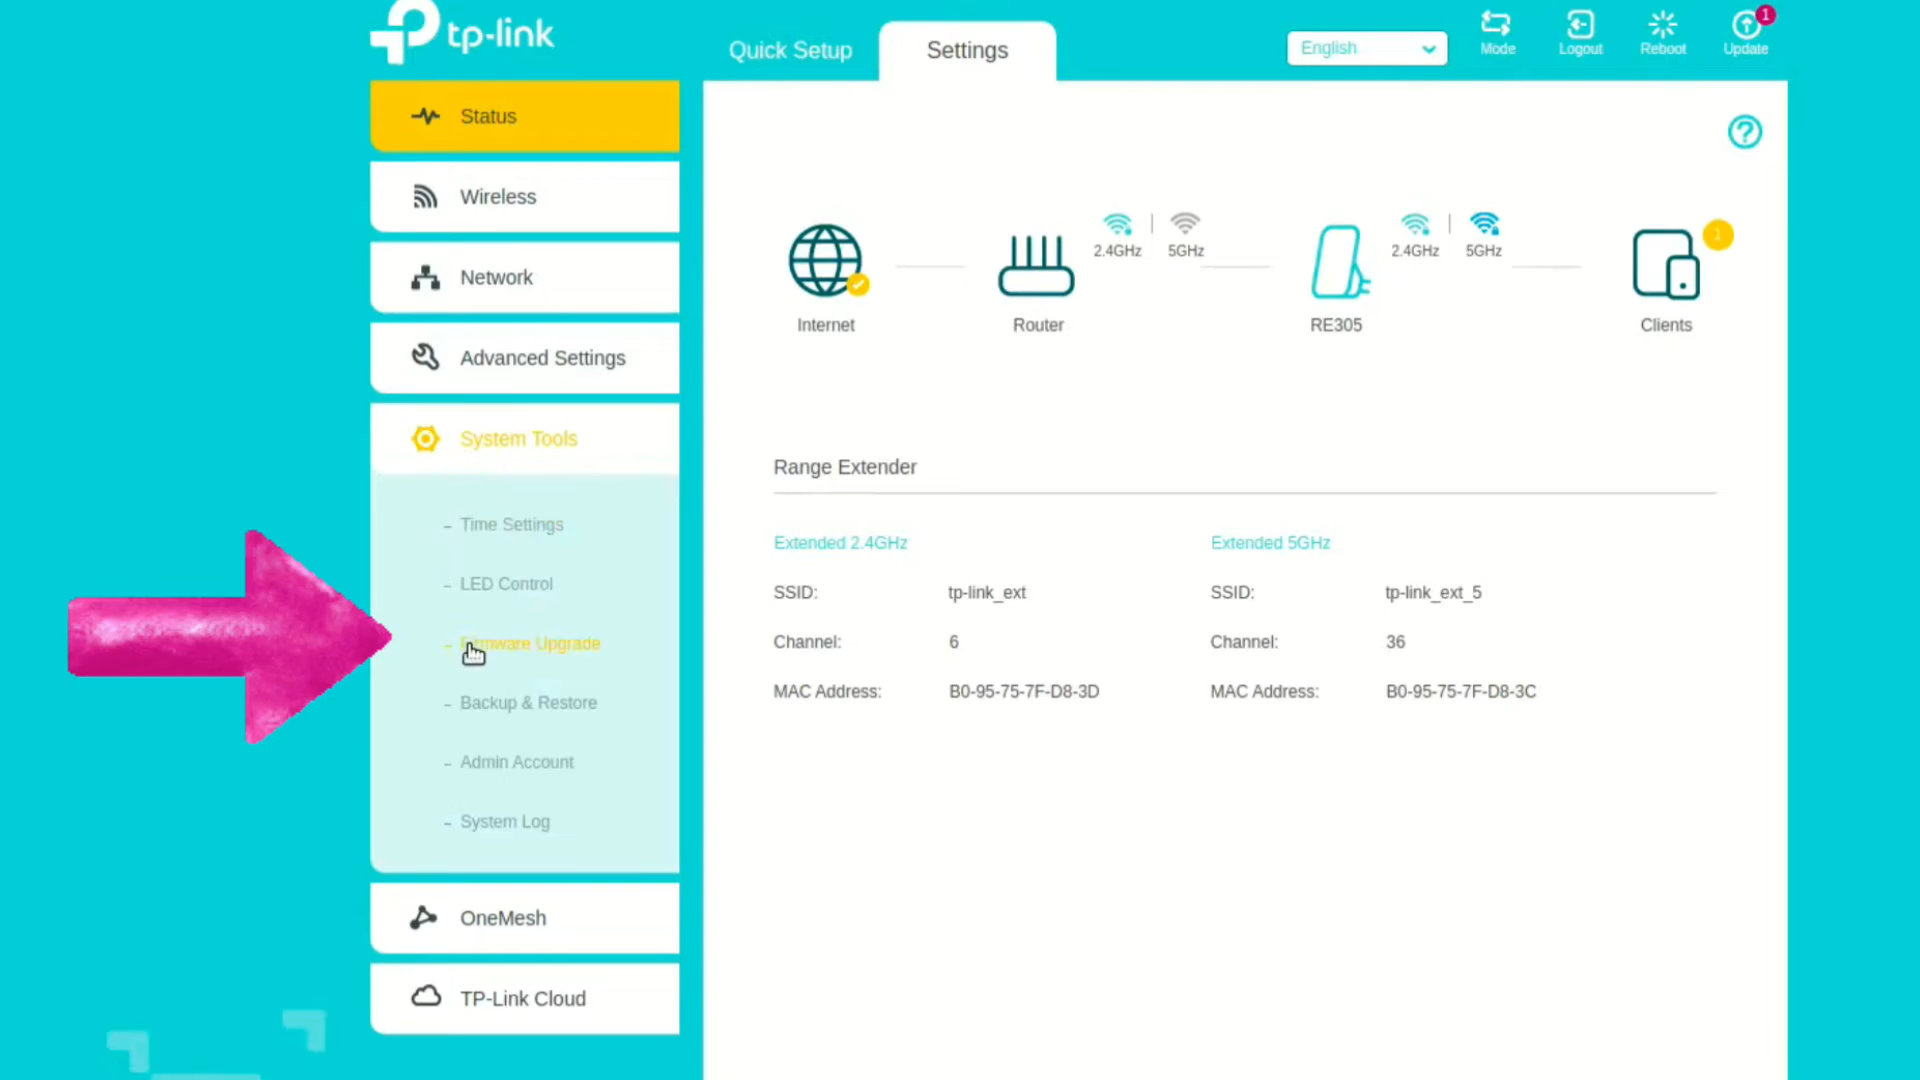 tp-link
Quick Setup
Settings
English
Mode
Logout
Reboot
1
Update
Status
Wireless
Network
Advanced Settings
System Tools
- Time Settings
- LED Control
- Firmware Upgrade
- Backup & Restore
- Admin Account
- System Log
OneMesh
TP-Link Cloud
?
2.4GHz | 5GHz
2.4GHz | 5GHz
1
Internet
Router
RE305
Clients
Range Extender
Extended 2.4GHz
SSID: tp-link_ext
Channel: 6
MAC Address: B0-95-75-7F-D8-3D
Extended 5GHz
SSID: tp-link_ext_5
Channel: 36
MAC Address: B0-95-75-7F-D8-3C